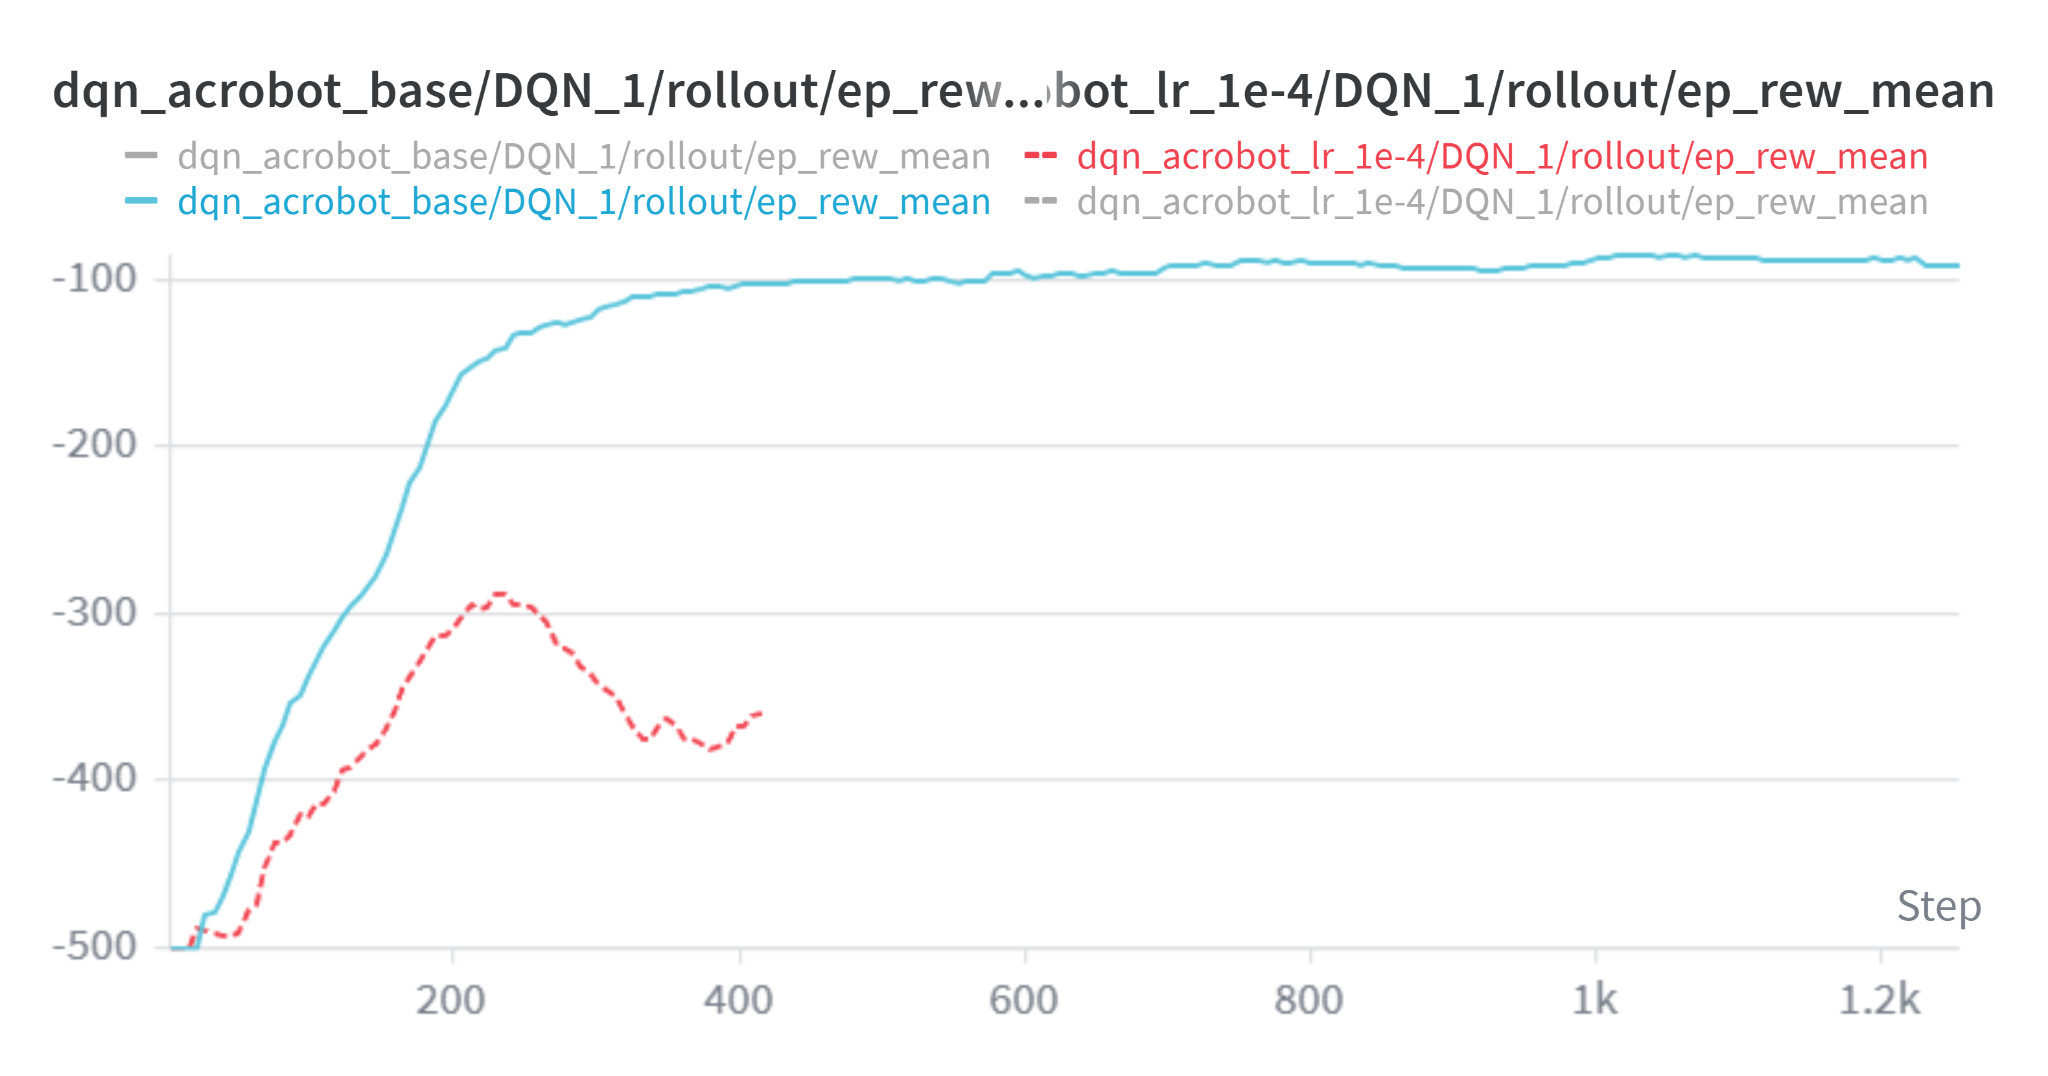 dqn_acrobot_base/DQN_1/rollout/ep_rew...bot_lr_1e-4/DQN_1/rollout/ep_rew_mean
dqn_acrobot_base/DQN_1/rollout/ep_rew_mean dqn_acrobot_lr_1e-4/DQN_1/rollout/ep_rew_mean
dqn_acrobot_base/DQN_1/rollout/ep_rew_mean dqn_acrobot_lr_1e-4/DQN_1/rollout/ep_rew_mean
-100
-200
-300
-400
Step
-500
200 400 600 800 1k 1.2k